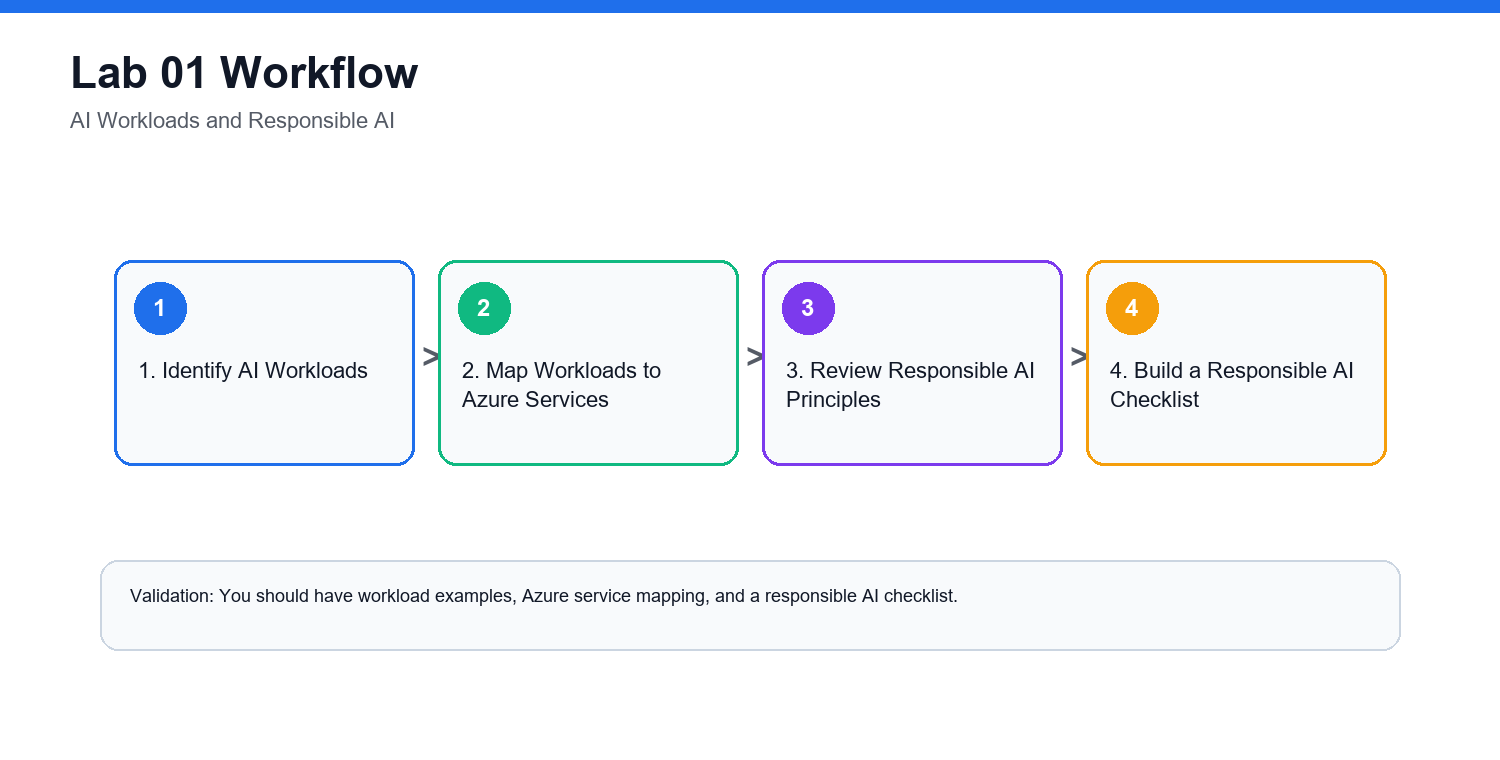 Lab 01 Workflow
AI Workloads and Responsible AI
1
1. Identify AI Workloads
>
2
2. Map Workloads to
Azure Services
>
3
3. Review Responsible AI
Principles
>
4
4. Build a Responsible AI
Checklist
Validation: You should have workload examples, Azure service mapping, and a responsible AI checklist.